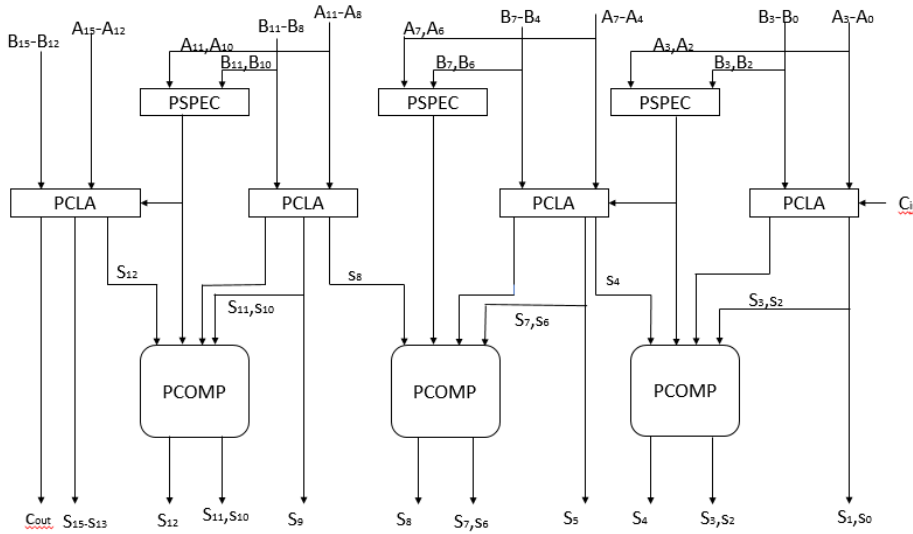 B₁₅-B₁₂ A₁₅-A₁₂ B₁₁-B₈ A₁₁-A₈ B₇-B₄ A₇-A₄ B₃-B₀ A₃-A₀
A₁₁,A₁₀ A₇,A₆ A₃,A₂
B₁₁,B₁₀ B₇,B₆ B₃,B₂
PSPEC PSPEC PSPEC
PCLA PCLA PCLA PCLA Cᵢ
S₁₂ s₈ s₄
S₁₁,s₁₀ S₇,s₆ S₃,s₂
PCOMP PCOMP PCOMP
Cout S₁₅-s₁₃ S₁₂ S₁₁,s₁₀ S₉ S₈ S₇,s₆ S₅ S₄ S₃,s₂ S₁,s₀